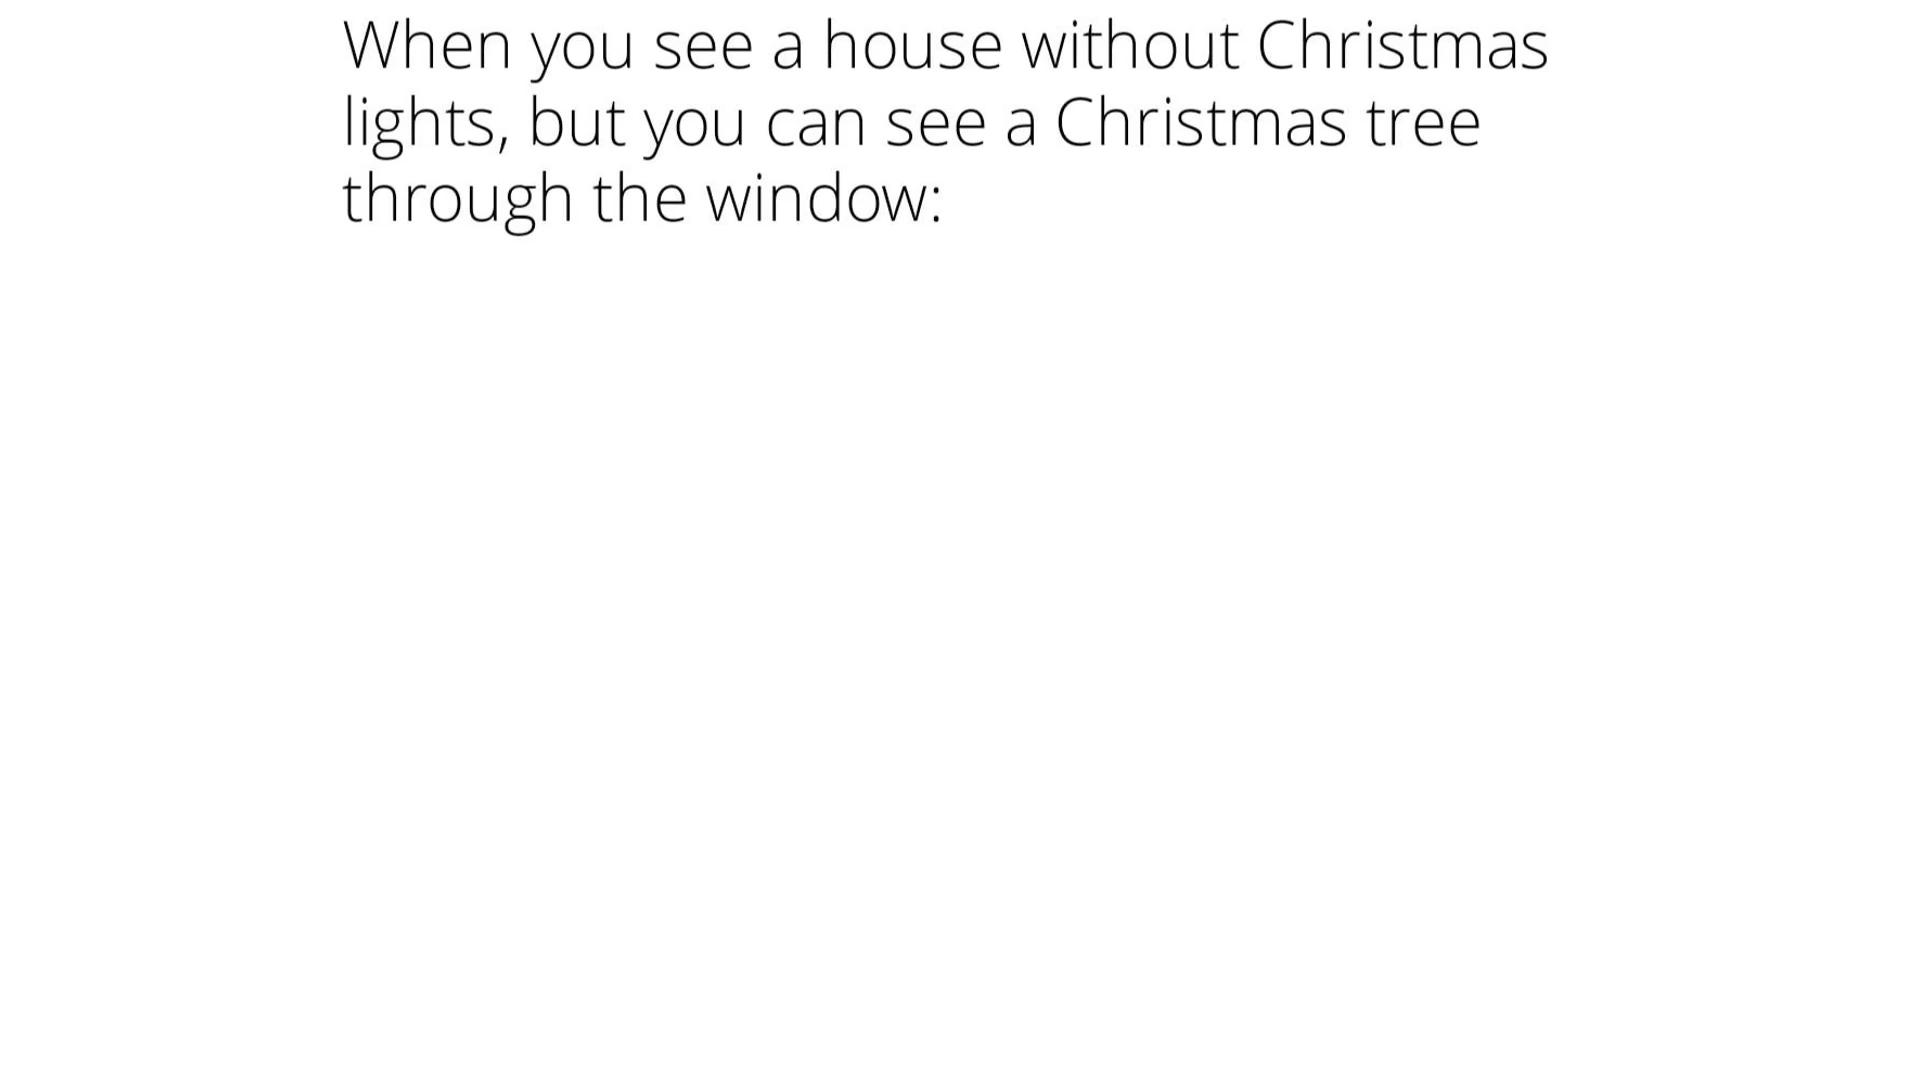 When you see a house without Christmas
lights, but you can see a Christmas tree
through the window: